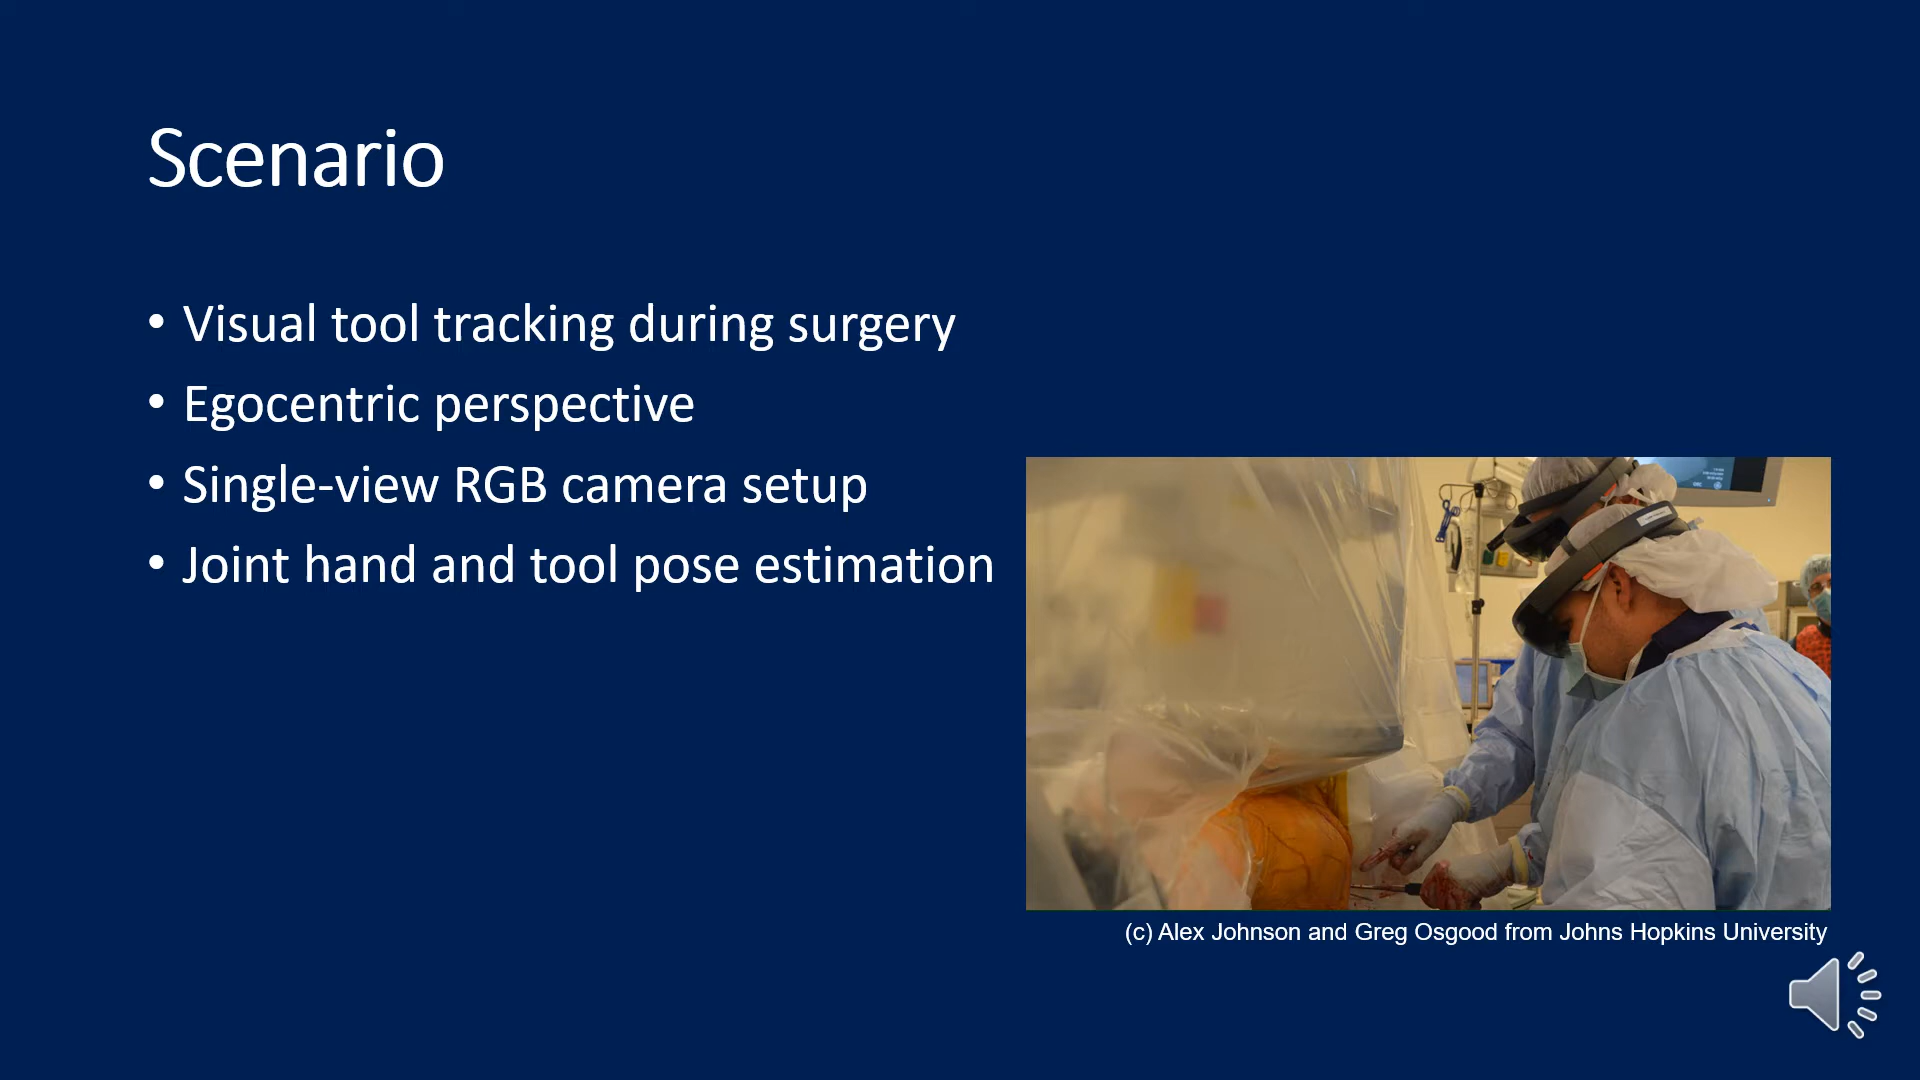 Scenario
• Visual tool tracking during surgery
• Egocentric perspective
• Single-view RGB camera setup
• Joint hand and tool pose estimation
(c) Alex Johnson and Greg Osgood from Johns Hopkins University